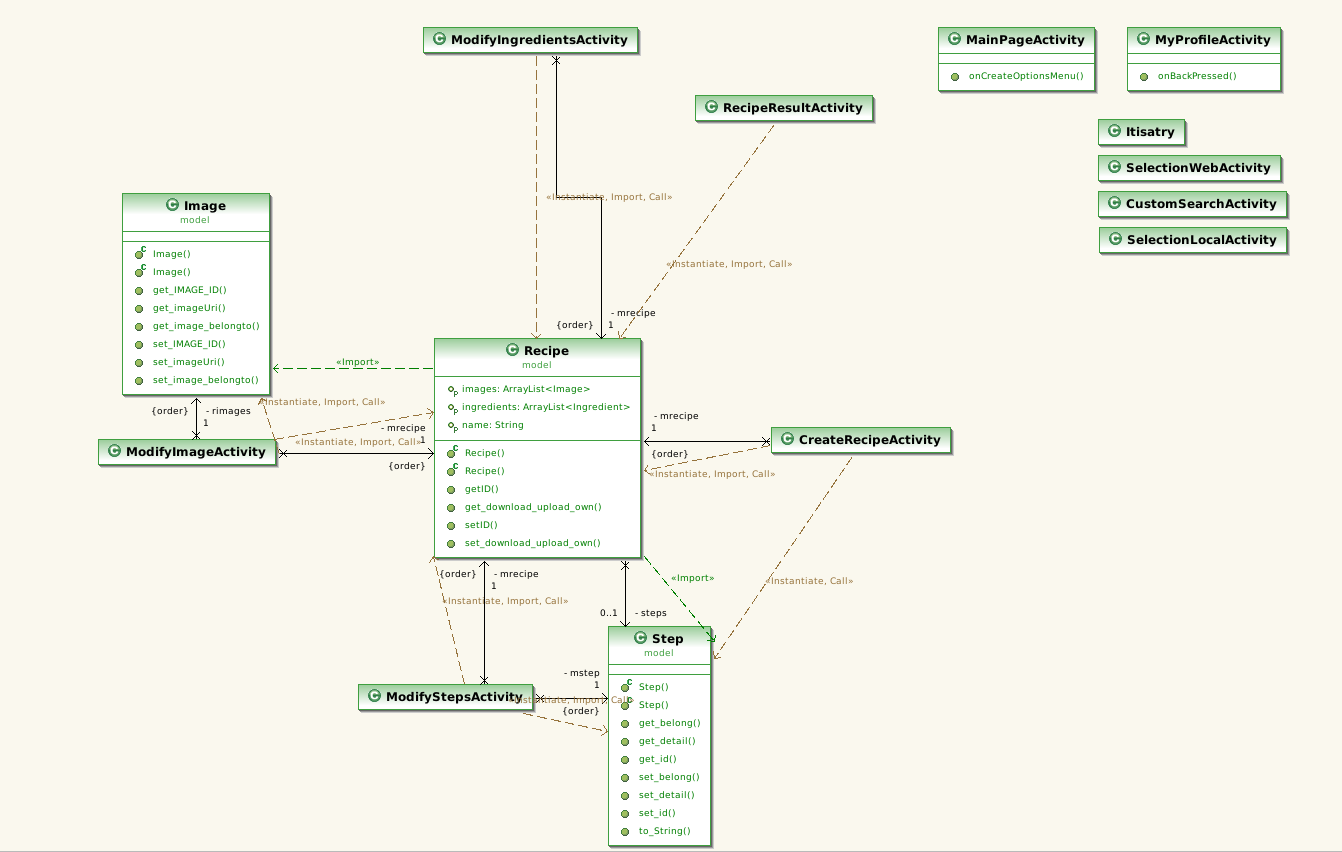 ModifyIngredientsActivity
MainPageActivity
onCreateOptionsMenu()
MyProfileActivity
onBackPressed()
RecipeResultActivity
Itisatry
SelectionWebActivity
CustomSearchActivity
SelectionLocalActivity
«Instantiate, Import, Call»
«Instantiate, Import, Call»
Image
model
Image()
Image()
get_IMAGE_ID()
get_imageUri()
get_image_belongto()
set_IMAGE_ID()
set_imageUri()
set_image_belongto()
- mrecipe
{order} 1
Recipe
model
images: ArrayList<Image>
ingredients: ArrayList<Ingredient>
name: String
Recipe()
Recipe()
getID()
get_download_upload_own()
setID()
set_download_upload_own()
«Import»
«Instantiate, Import, Call»
{order} - rimages
1
- mrecipe
1
«Instantiate, Import, Call»
{order}
ModifyImageActivity
- mrecipe
1
{order}
«Instantiate, Import, Call»
CreateRecipeActivity
{order} - mrecipe
1
«Instantiate, Import, Call»
«Import»
«Instantiate, Import, Call»
0..1 - steps
Step
model
Step()
Step()
get_belong()
get_detail()
get_id()
set_belong()
set_detail()
set_id()
to_String()
- mstep
1
ModifyStepsActivity
«Instantiate, Import, Call»
{order}